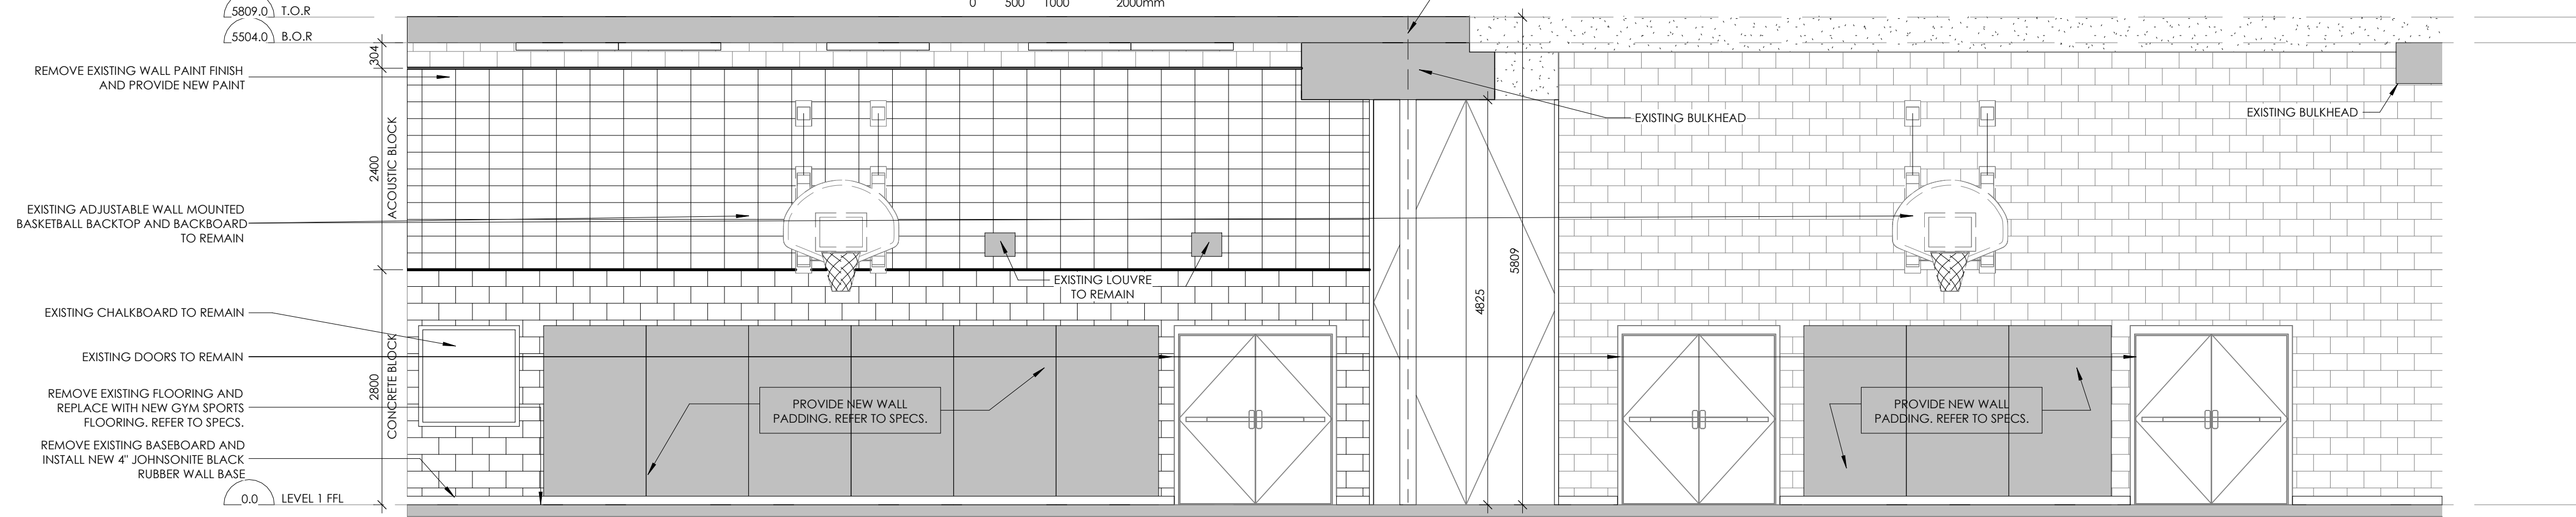 0 500 1000 2000mm
5809.0 T.O.R
5504.0 B.O.R
304
REMOVE EXISTING WALL PAINT FINISH
AND PROVIDE NEW PAINT
2400
ACOUSTIC BLOCK
EXISTING ADJUSTABLE WALL MOUNTED
BASKETBALL BACKTOP AND BACKBOARD
TO REMAIN
EXISTING CHALKBOARD TO REMAIN
EXISTING DOORS TO REMAIN
2800
CONCRETE BLOCK
REMOVE EXISTING FLOORING AND
REPLACE WITH NEW GYM SPORTS
FLOORING. REFER TO SPECS.
REMOVE EXISTING BASEBOARD AND
INSTALL NEW 4" JOHNSONITE BLACK
RUBBER WALL BASE
0.0 LEVEL 1 FFL
EXISTING LOUVRE
TO REMAIN
PROVIDE NEW WALL
PADDING. REFER TO SPECS.
4825
5809
EXISTING BULKHEAD
EXISTING BULKHEAD
PROVIDE NEW WALL
PADDING. REFER TO SPECS.